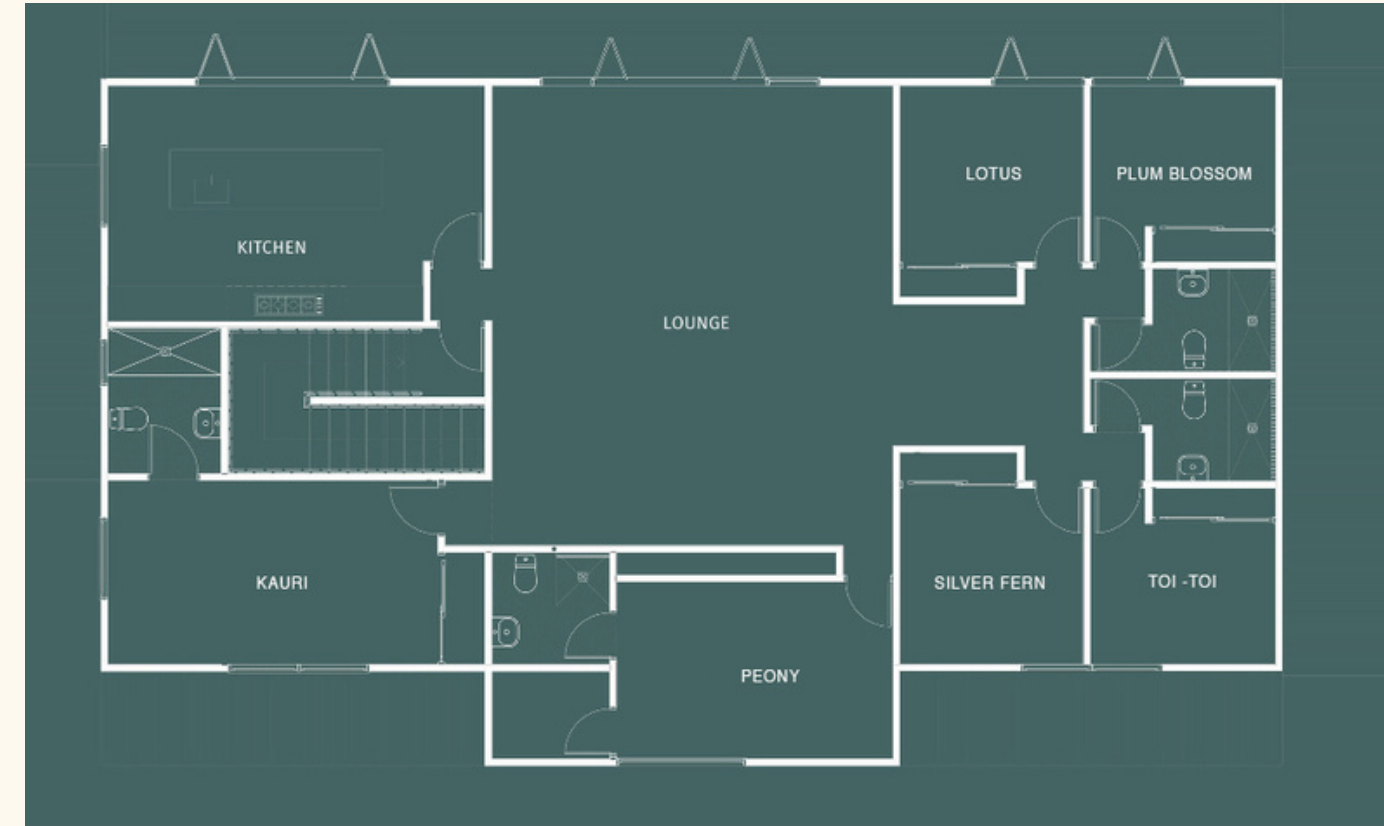 LOTUS
PLUM BLOSSOM
KITCHEN
LOUNGE
KAURI
SILVER FERN
TOI -TOI
PEONY